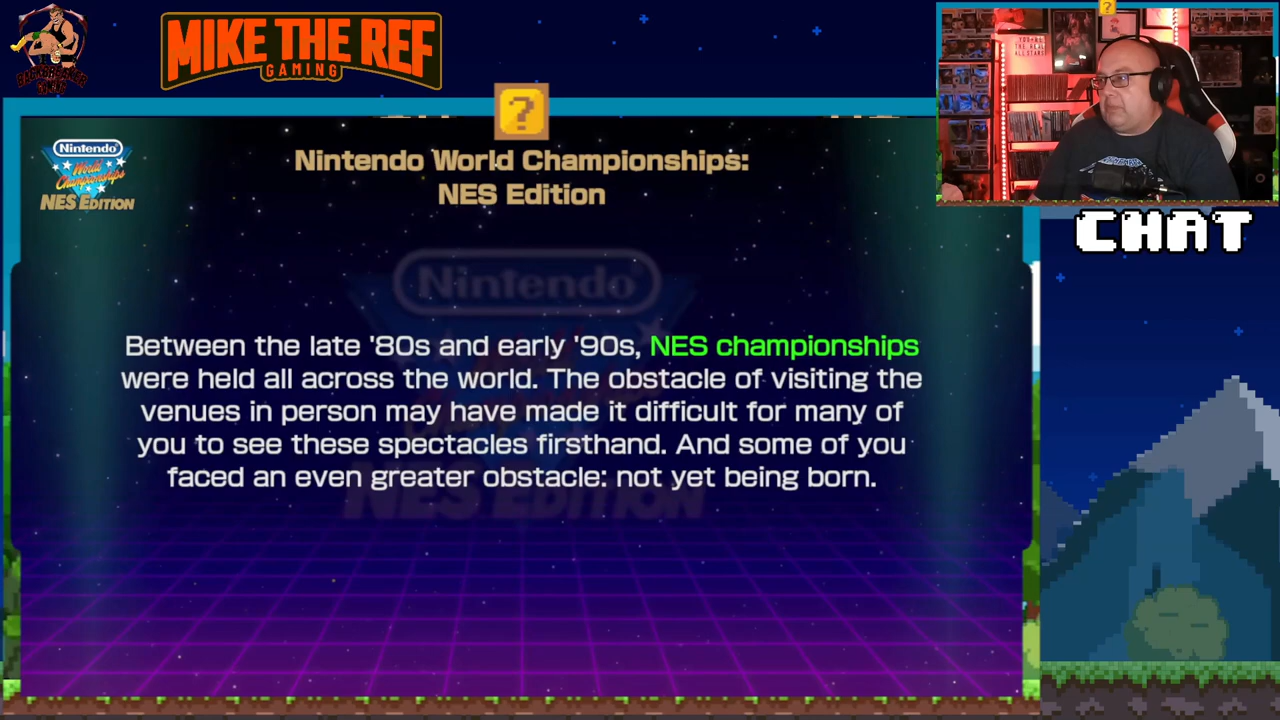 MIKE THE REF
GAMING
?
?
Nintendo
World
Championships
NES EDITION
Nintendo World Championships:
NES Edition
CHAT
Nintendo
Between the late '80s and early '90s, NES championships
were held all across the world. The obstacle of visiting the
venues in person may have made it difficult for many of
you to see these spectacles firsthand. And some of you
faced an even greater obstacle: not yet being born.
NES EDITION